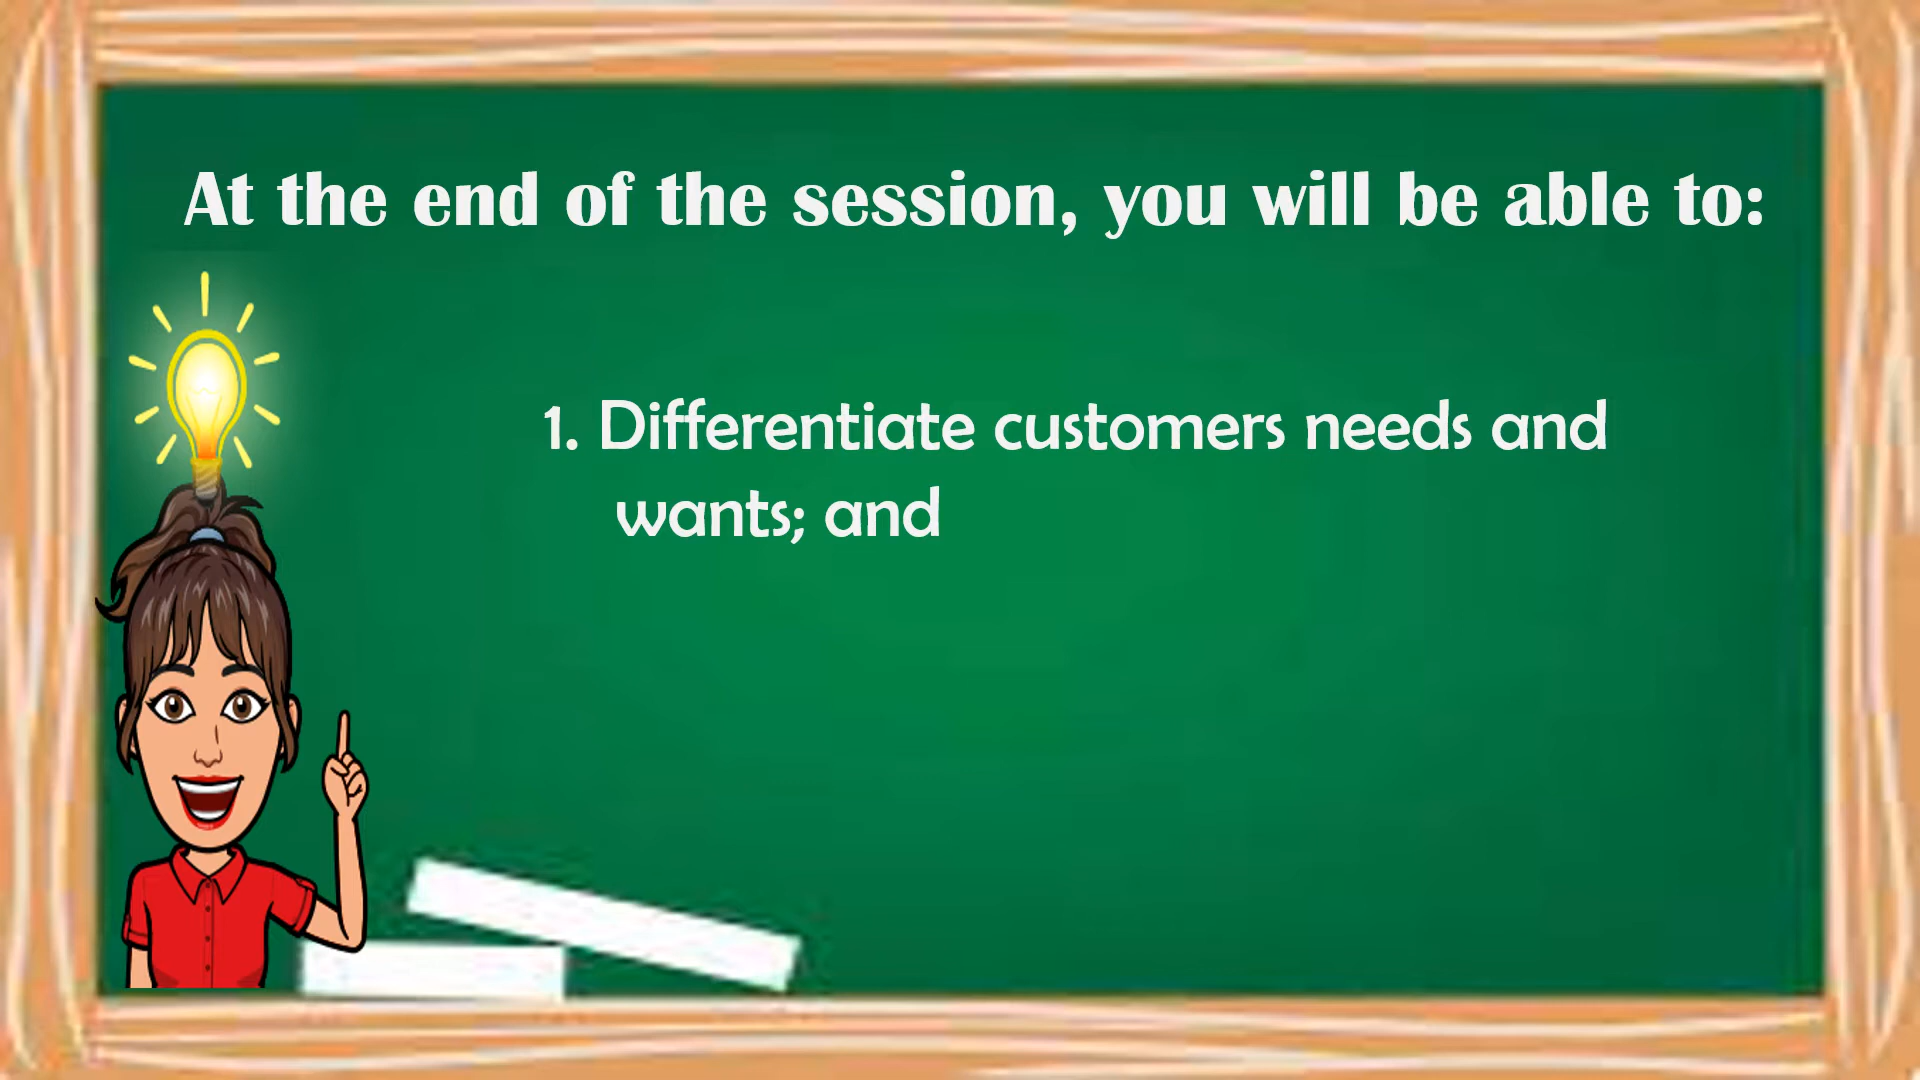 At the end of the session, you will be able to:
1. Differentiate customers needs and
wants; and